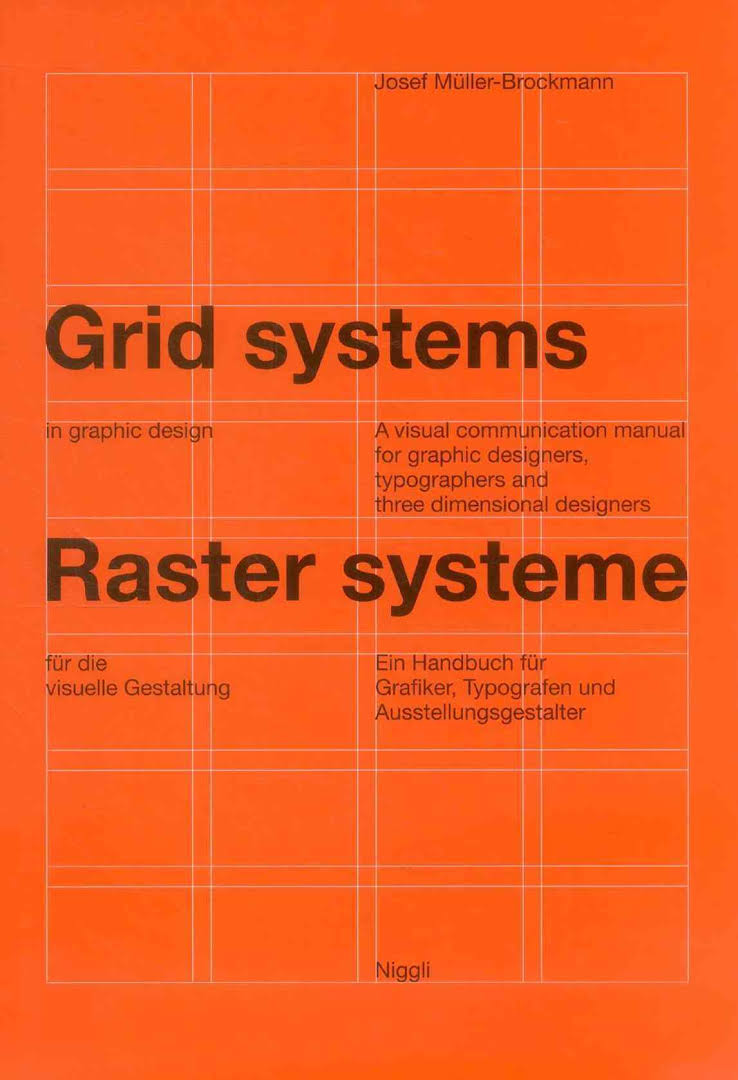 Josef Müller-Brockmann
Grid systems
in graphic design
A visual communication manual
for graphic designers,
typographers and
three dimensional designers
Raster systeme
für die
visuelle Gestaltung
Ein Handbuch für
Grafiker, Typografen und
Ausstellungsgestalter
Niggli